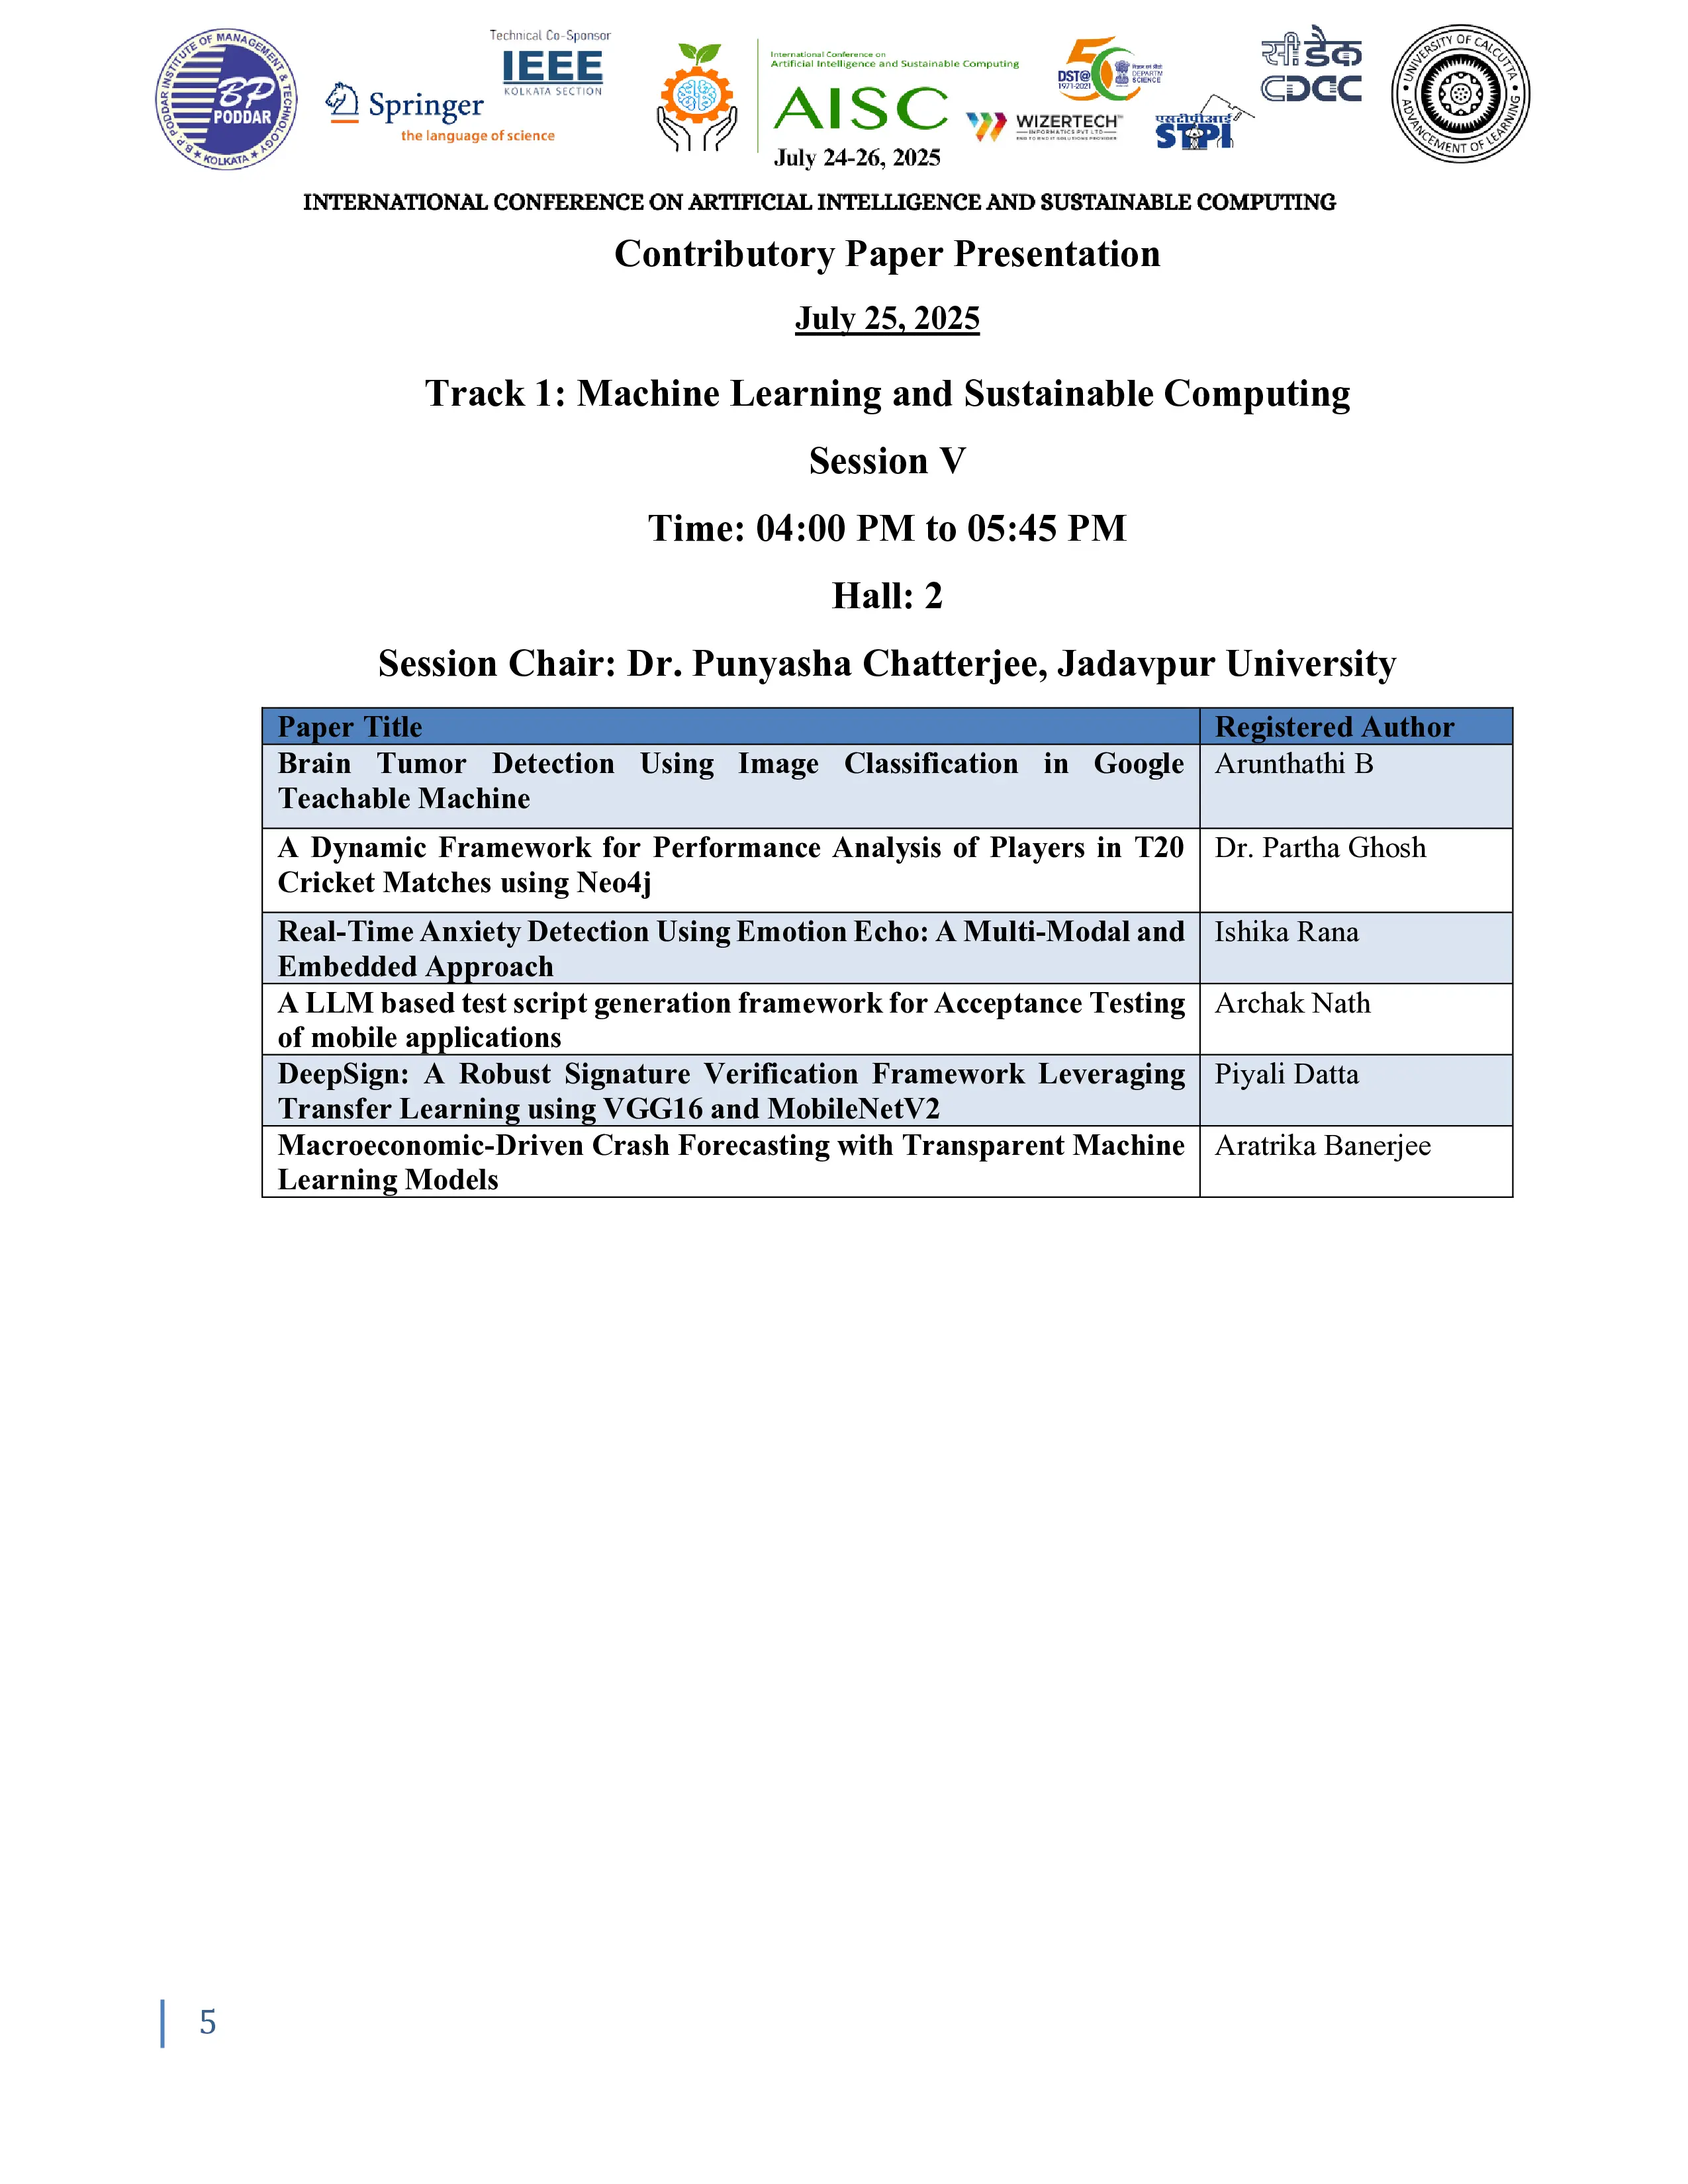 B. P. PODDAR INSTITUTE OF MANAGEMENT & TECHNOLOGY
BP
PODDAR
★ KOLKATA ★
Springer
the language of science
Technical Co-Sponsor
IEEE
KOLKATA SECTION
International Conference on
Artificial Intelligence and Sustainable Computing
AISC
July 24-26, 2025
WIZERTECH
INFORMATICS PVT LTD
50
DST@
1971-2021
DEPARTM
SCIENCE
एसटीपीआई
STPI
सी डैक
CDAC
UNIVERSITY OF CALCUTTA
ADVANCEMENT OF LEARNING
INTERNATIONAL CONFERENCE ON ARTIFICIAL INTELLIGENCE AND SUSTAINABLE COMPUTING
Contributory Paper Presentation
July 25, 2025
Track 1: Machine Learning and Sustainable Computing
Session V
Time: 04:00 PM to 05:45 PM
Hall: 2
Session Chair: Dr. Punyasha Chatterjee, Jadavpur University
Paper Title Registered Author
Brain Tumor Detection Using Image Classification in Google Arunthathi B
Teachable Machine
A Dynamic Framework for Performance Analysis of Players in T20 Dr. Partha Ghosh
Cricket Matches using Neo4j
Real-Time Anxiety Detection Using Emotion Echo: A Multi-Modal and Ishika Rana
Embedded Approach
A LLM based test script generation framework for Acceptance Testing Archak Nath
of mobile applications
DeepSign: A Robust Signature Verification Framework Leveraging Piyali Datta
Transfer Learning using VGG16 and MobileNetV2
Macroeconomic-Driven Crash Forecasting with Transparent Machine Aratrika Banerjee
Learning Models
5